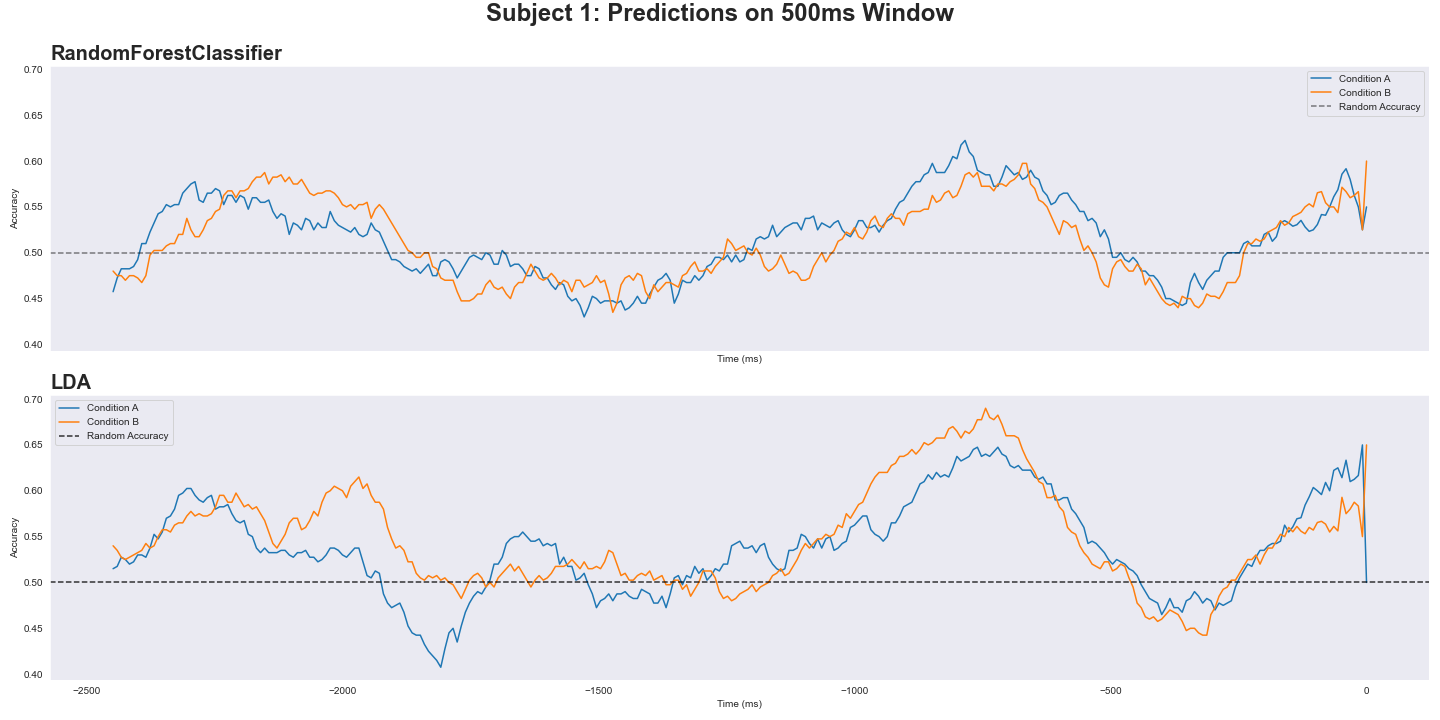 Subject 1: Predictions on 500ms Window
RandomForestClassifier
0.70
0.65
0.60
0.55
0.50
0.45
0.40
Accuracy
Condition A
Condition B
Random Accuracy
Time (ms)
LDA
0.70
0.65
0.60
0.55
0.50
0.45
0.40
Accuracy
Condition A
Condition B
Random Accuracy
−2500 −2000 −1500 −1000 −500 0
Time (ms)